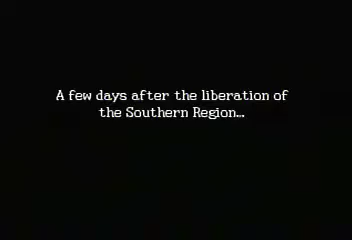 A few days after the liberation of
the Southern Region...